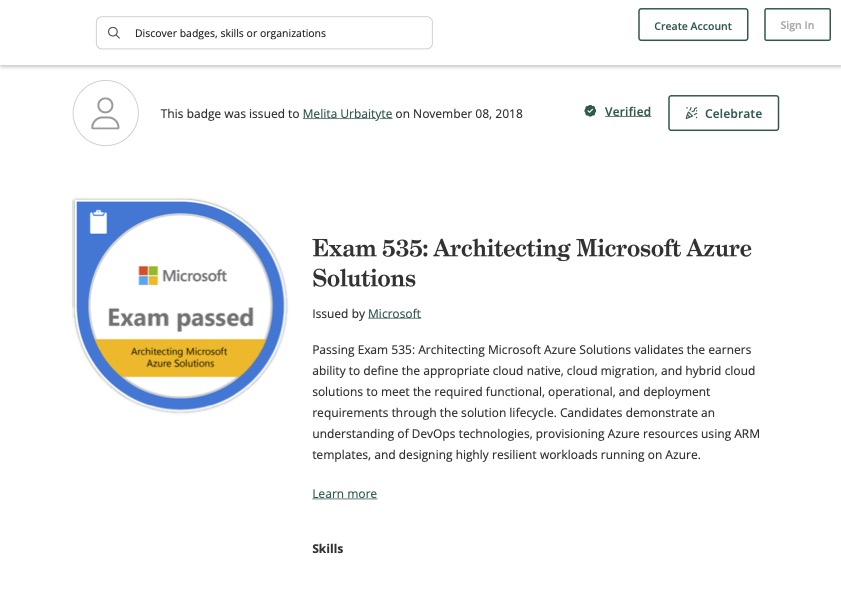 Discover badges, skills or organizations
Create Account
Sign In
This badge was issued to Melita Urbaityte on November 08, 2018
Verified
Celebrate
Microsoft
Exam passed
Architecting Microsoft
Azure Solutions
Exam 535: Architecting Microsoft Azure
Solutions
Issued by Microsoft
Passing Exam 535: Architecting Microsoft Azure Solutions validates the earners
ability to define the appropriate cloud native, cloud migration, and hybrid cloud
solutions to meet the required functional, operational, and deployment
requirements through the solution lifecycle. Candidates demonstrate an
understanding of DevOps technologies, provisioning Azure resources using ARM
templates, and designing highly resilient workloads running on Azure.
Learn more
Skills